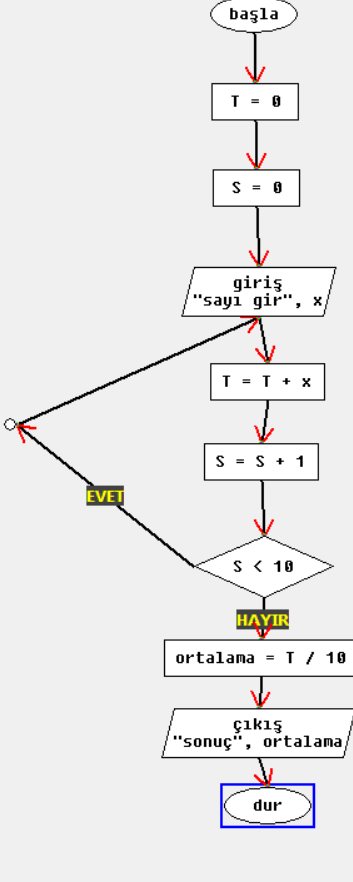 başla
T = 0
S = 0
giriş
"sayı gir", x
T = T + x
S = S + 1
EVET
S < 10
HAYIR
ortalama = T / 10
çıkış
"sonuç", ortalama
dur